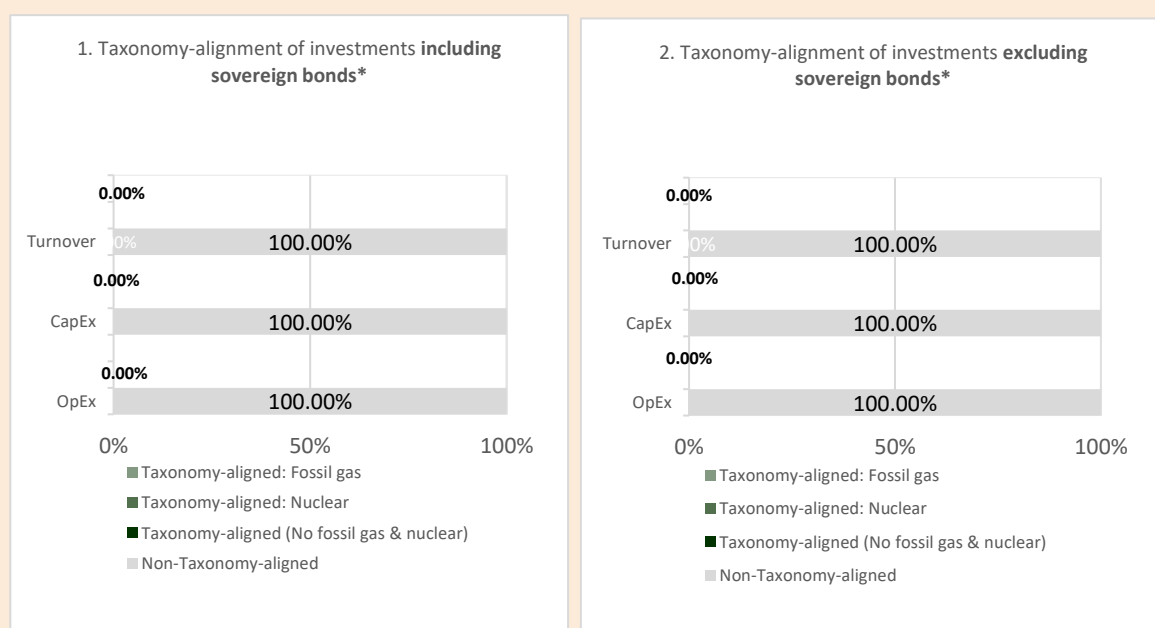 1. Taxonomy-alignment of investments including
sovereign bonds*
0.00%
Turnover 100.00%
0.00%
CapEx 100.00%
0.00%
OpEx 100.00%
0% 50% 100%
Taxonomy-aligned: Fossil gas
Taxonomy-aligned: Nuclear
Taxonomy-aligned (No fossil gas & nuclear)
Non-Taxonomy-aligned
2. Taxonomy-alignment of investments excluding
sovereign bonds*
0.00%
Turnover 100.00%
0.00%
CapEx 100.00%
0.00%
OpEx 100.00%
0% 50% 100%
Taxonomy-aligned: Fossil gas
Taxonomy-aligned: Nuclear
Taxonomy-aligned (No fossil gas & nuclear)
Non-Taxonomy-aligned